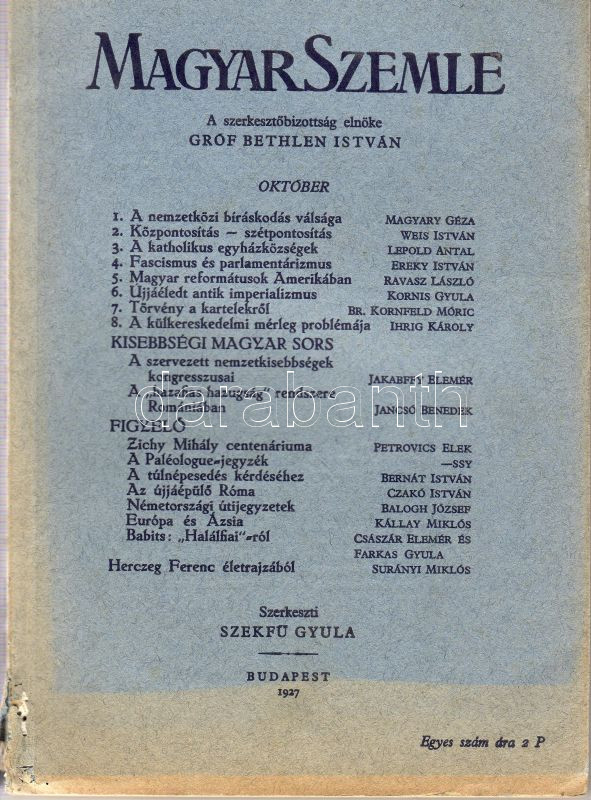 MAGYAR SZEMLE
A szerkesztőbizottság elnöke
GRÓF BETHLEN ISTVÁN
OKTÓBER
1. A nemzetközi bíráskodás válsága MAGYARY GÉZA
2. Központosítás – szétpontosítás WEIS ISTVÁN
3. A katholikus egyházközségek LEPOLD ANTAL
4. Fascismus és parlamentárizmus EREKY ISTVÁN
5. Magyar reformátusok Amerikában RAVASZ LÁSZLÓ
6. Ujjáéledt antik imperializmus KORNIS GYULA
7. Törvény a kartelekről BR. KORNFELD MÓRIC
8. A külkereskedelmi mérleg problémája IHRIG KÁROLY
KISEBBSÉGI MAGYAR SORS
A szervezett nemzetkisebbségek
kongresszusai JAKABFFY ELEMÉR
A „hazafias hazugság" rendszere
Romániában JANCSÓ BENEDEK
FIGYELŐ
Zichy Mihály centenáriuma PETROVICS ELEK
A Paléologue-jegyzék —SSY
A túlnépesedés kérdéséhez BERNÁT ISTVÁN
Az újjáépülő Róma CZAKÓ ISTVÁN
Németországi útijegyzetek BALOGH JÓZSEF
Európa és Ázsia KÁLLAY MIKLÓS
Babits: „Halálfiai"-ról CSÁSZÁR ELEMÉR ÉS
FARKAS GYULA
Herczeg Ferenc életrajzából SURÁNYI MIKLÓS
darabanth
Szerkeszti
SZEKFŰ GYULA
BUDAPEST
1927
Egyes szám ára 2 P